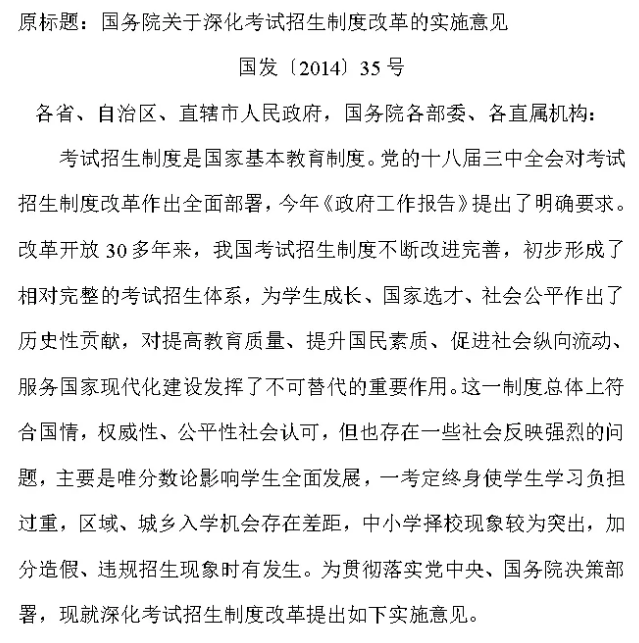 原标题：国务院关于深化考试招生制度改革的实施意见
国发〔2014〕35 号
各省、自治区、直辖市人民政府，国务院各部委、各直属机构：
考试招生制度是国家基本教育制度。党的十八届三中全会对考试
招生制度改革作出全面部署，今年《政府工作报告》提出了明确要求。
改革开放 30 多年来，我国考试招生制度不断改进完善，初步形成了
相对完整的考试招生体系，为学生成长、国家选才、社会公平作出了
历史性贡献，对提高教育质量、提升国民素质、促进社会纵向流动、
服务国家现代化建设发挥了不可替代的重要作用。这一制度总体上符
合国情，权威性、公平性社会认可，但也存在一些社会反映强烈的问
题，主要是唯分数论影响学生全面发展，一考定终身使学生学习负担
过重，区域、城乡入学机会存在差距，中小学择校现象较为突出，加
分造假、违规招生现象时有发生。为贯彻落实党中央、国务院决策部
署，现就深化考试招生制度改革提出如下实施意见。